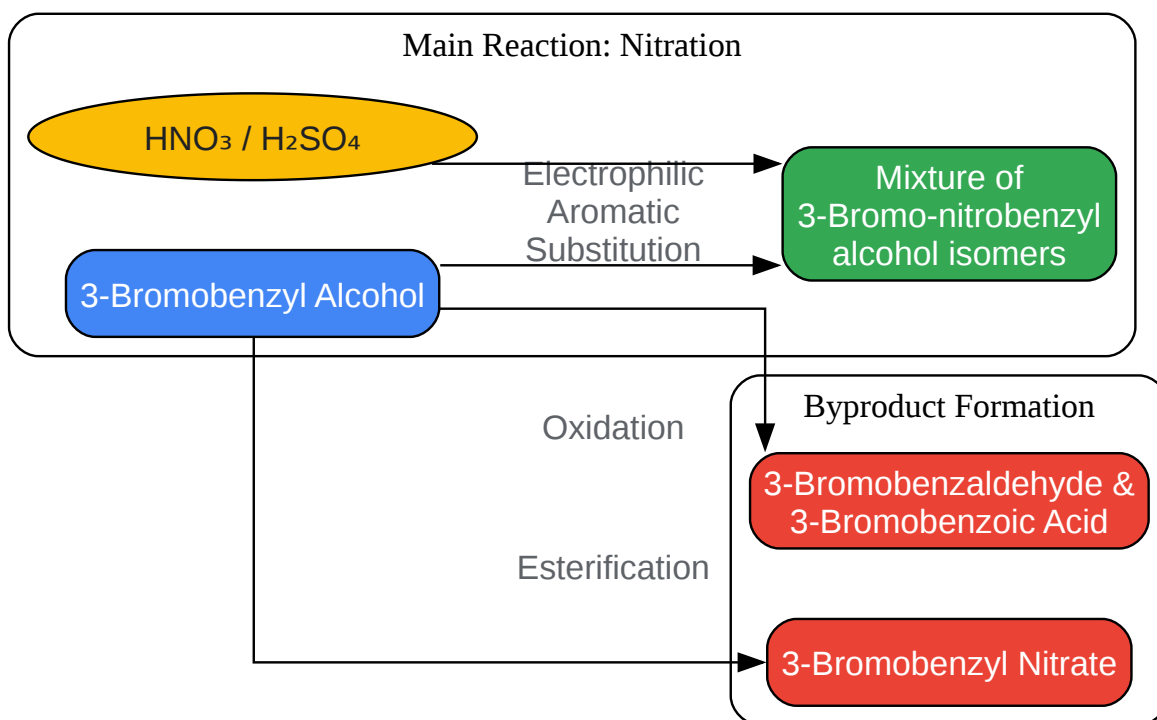 Main Reaction: Nitration
HNO₃ / H₂SO₄
Electrophilic
Aromatic
Substitution
Mixture of
3-Bromo-nitrobenzyl
alcohol isomers
3-Bromobenzyl Alcohol
Byproduct Formation
Oxidation
3-Bromobenzaldehyde &
3-Bromobenzoic Acid
Esterification
3-Bromobenzyl Nitrate